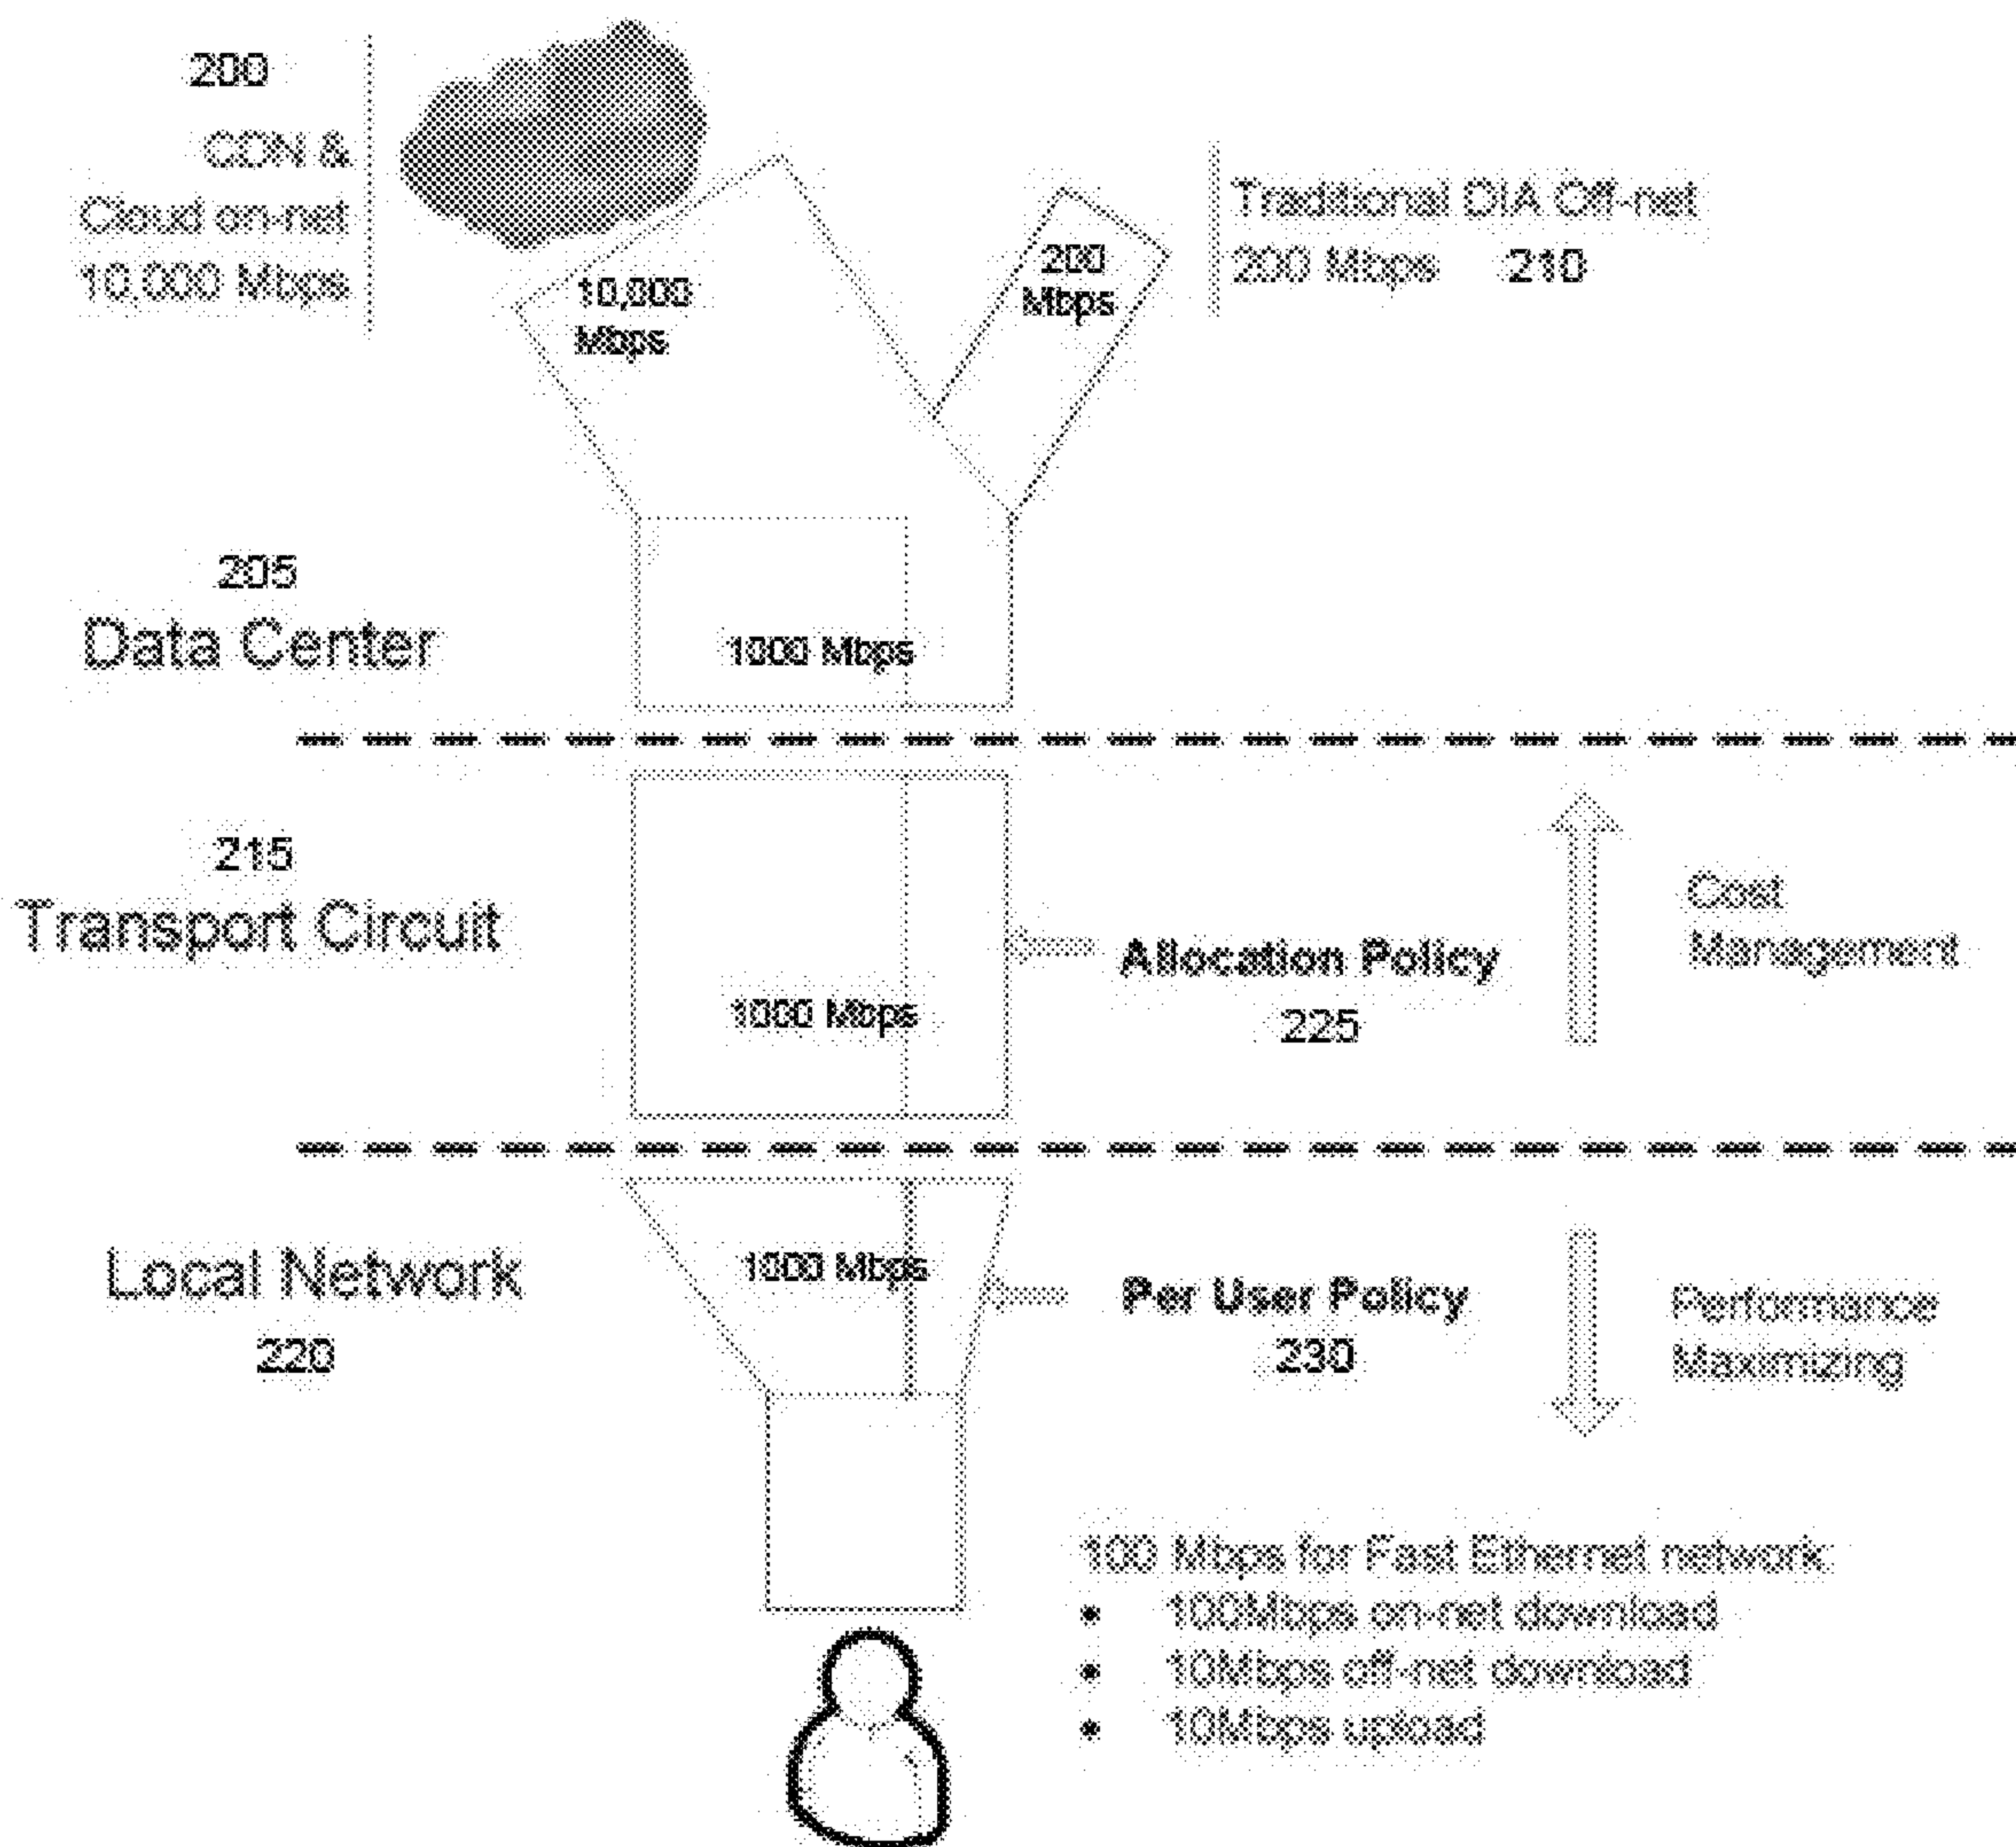 200
CDN &
Cloud on-net
10,000 Mbps
10,000
Mbps
200
Mbps
Traditional DIA Off-net
200 Mbps 210
205
Data Center
1000 Mbps
215
Transport Circuit
1000 Mbps
Allocation Policy
225
Cost
Management
Local Network
220
1000 Mbps
Per User Policy
230
Performance
Maximizing
100 Mbps for Fast Ethernet network
• 100Mbps on-net download
• 10Mbps off-net download
• 10Mbps upload